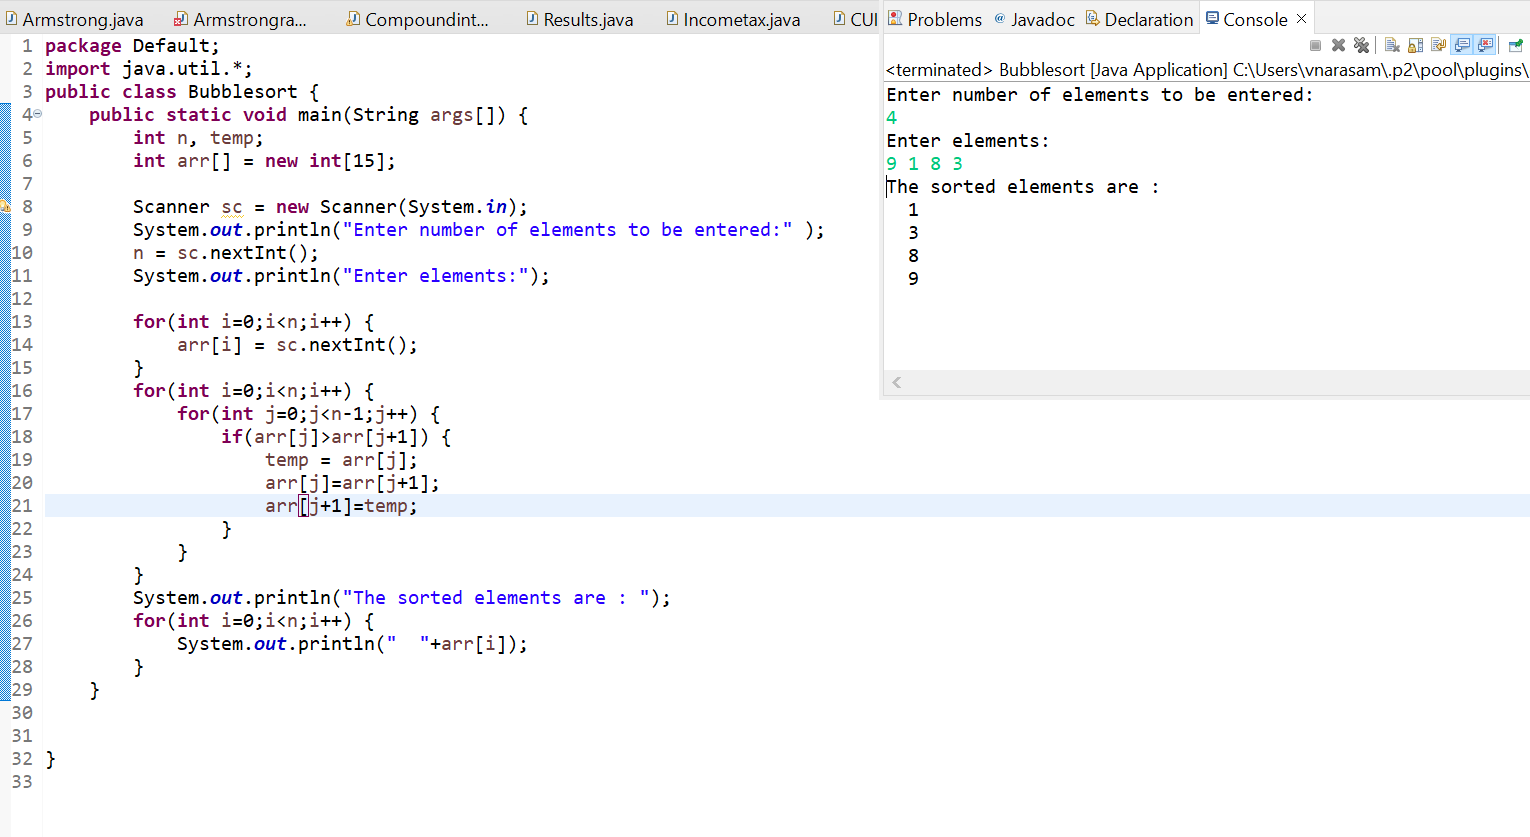 Armstrong.java Armstrongra... Compoundint... Results.java Incometax.java CUI
1 package Default;
2 import java.util.*;
3 public class Bubblesort {
4 public static void main(String args[]) {
5 int n, temp;
6 int arr[] = new int[15];
7
8 Scanner sc = new Scanner(System.in);
9 System.out.println("Enter number of elements to be entered:" );
10 n = sc.nextInt();
11 System.out.println("Enter elements:");
12
13 for(int i=0;i<n;i++) {
14 arr[i] = sc.nextInt();
15 }
16 for(int i=0;i<n;i++) {
17 for(int j=0;j<n-1;j++) {
18 if(arr[j]>arr[j+1]) {
19 temp = arr[j];
20 arr[j]=arr[j+1];
21 arr[j+1]=temp;
22 }
23 }
24 }
25 System.out.println("The sorted elements are : ");
26 for(int i=0;i<n;i++) {
27 System.out.println("  "+arr[i]);
28 }
29 }
30
31
32 }
33
Problems @ Javadoc Declaration Console
<terminated> Bubblesort [Java Application] C:\Users\vnarasam\.p2\pool\plugins\
Enter number of elements to be entered:
4
Enter elements:
9 1 8 3
The sorted elements are :
1
3
8
9